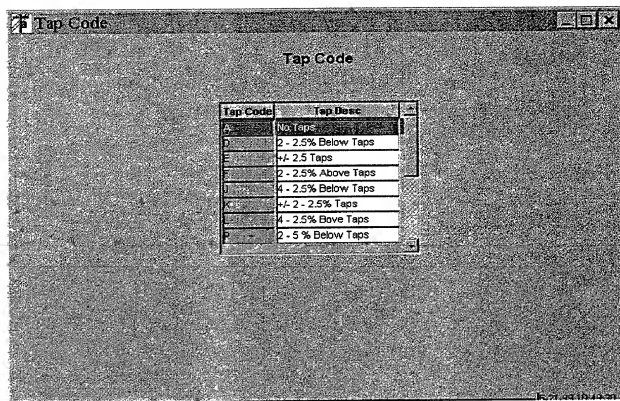 Tap Code
Tap Code
Tap Code Tap Desc
A No Taps
D 2 - 2.5% Below Taps
E +/- 2.5 Taps
F 2 - 2.5% Above Taps
J 4 - 2.5% Below Taps
K +/- 2 - 2.5% Taps
L 4 - 2.5% Bove Taps
P 2 - 5 % Below Taps